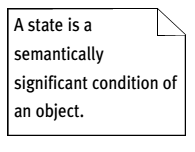 A state is a
semantically
significant condition of
an object.